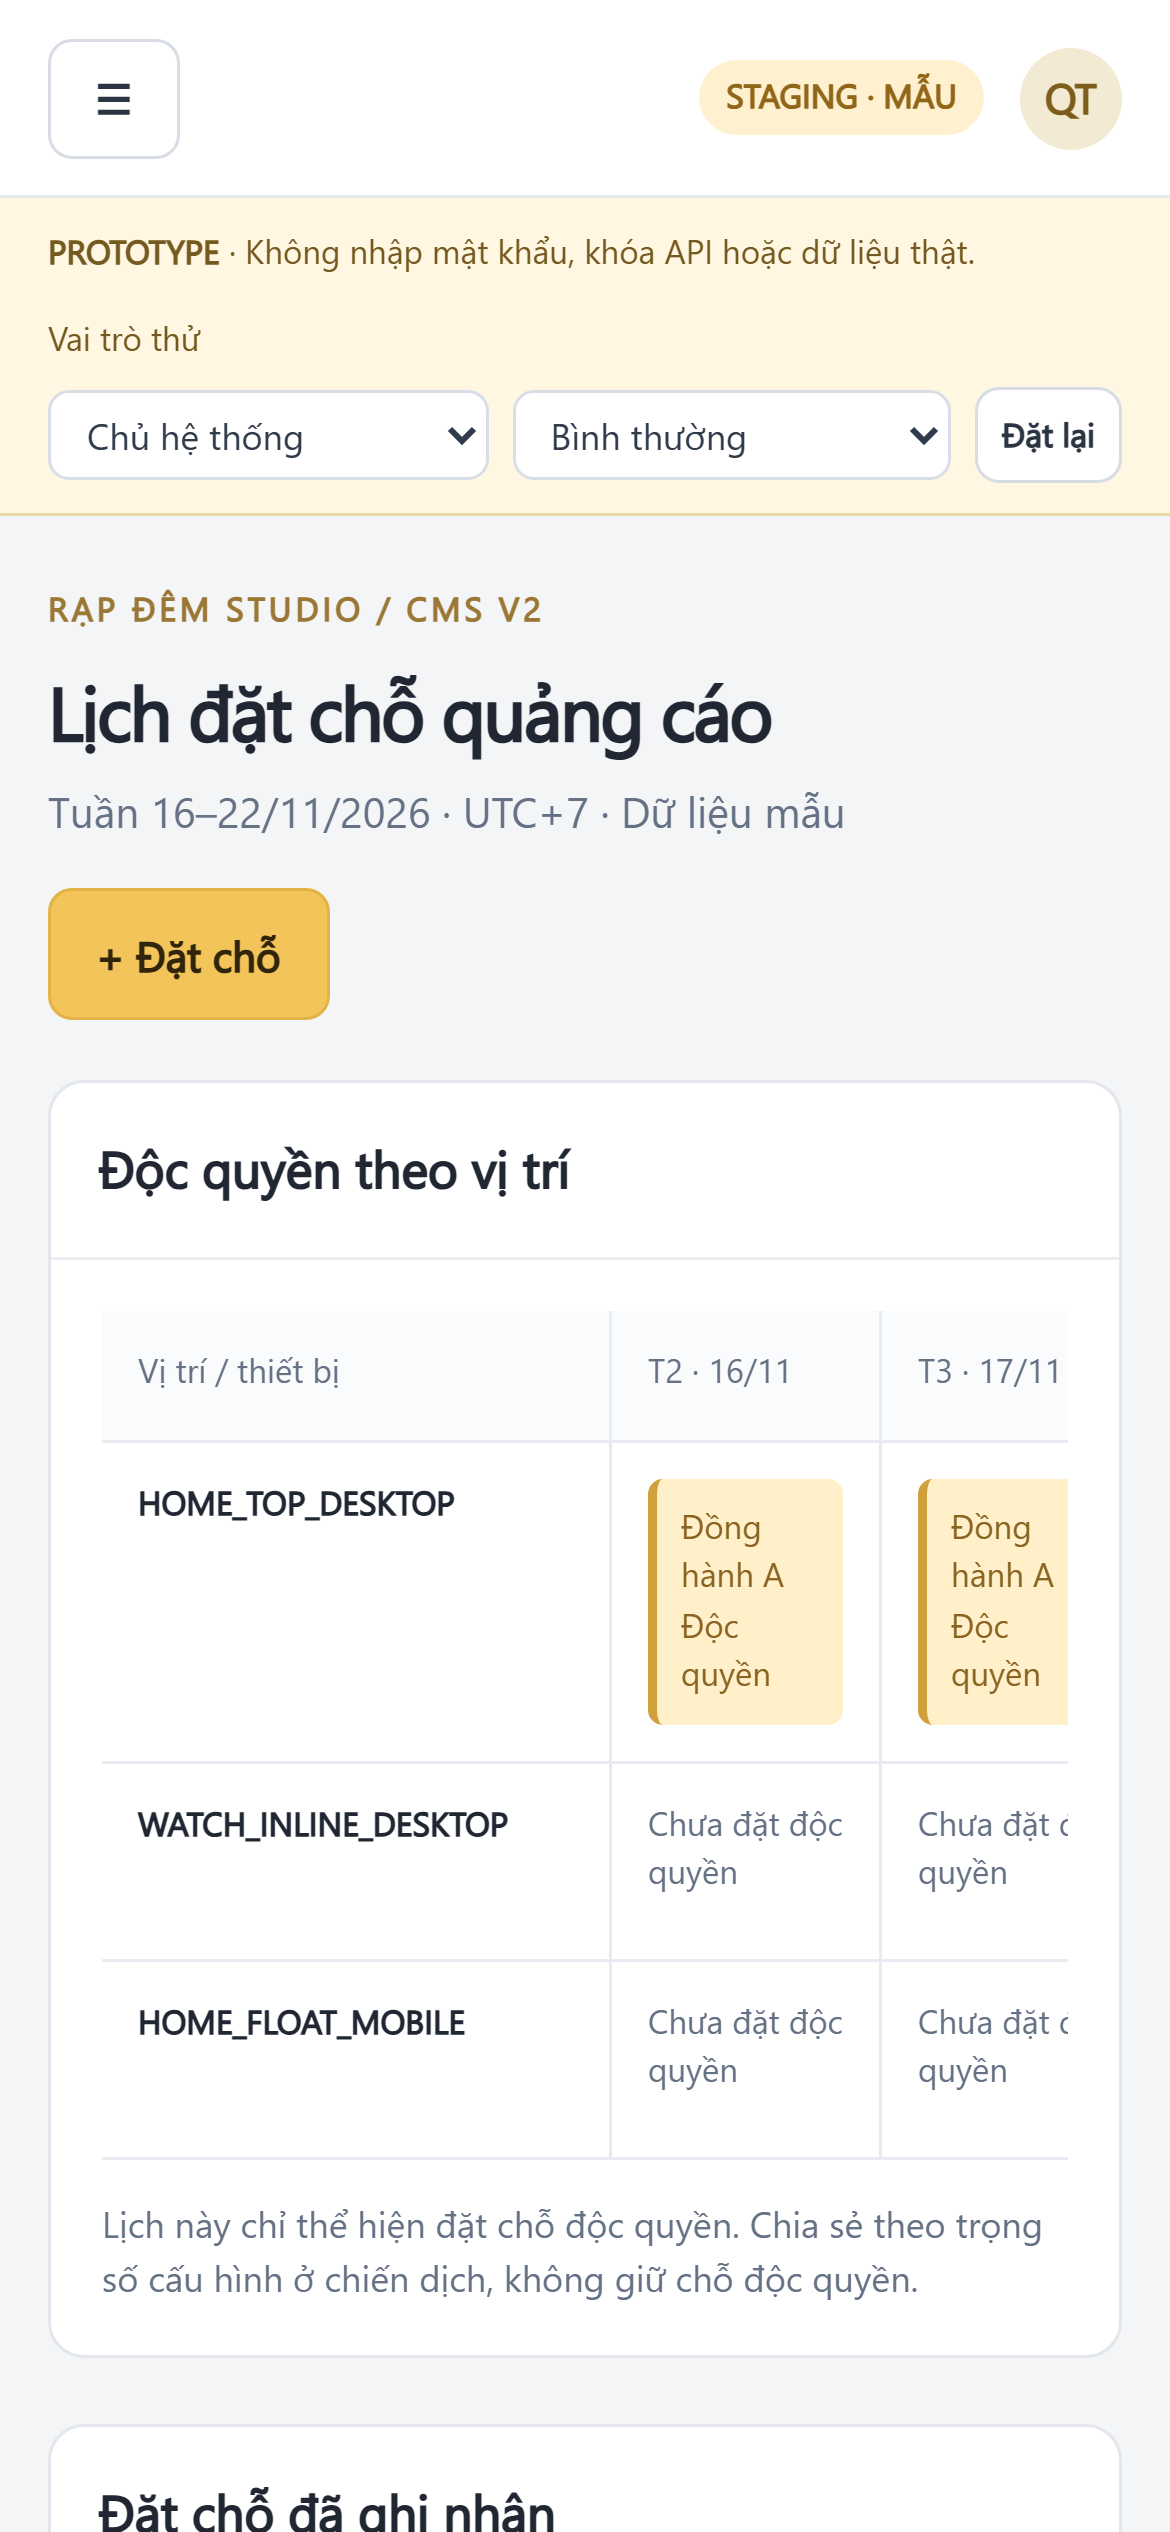 ☰
STAGING · MẪU
QT
PROTOTYPE · Không nhập mật khẩu, khóa API hoặc dữ liệu thật.
Vai trò thử
Chủ hệ thống
Bình thường
Đặt lại
RẠP ĐÊM STUDIO / CMS V2
Lịch đặt chỗ quảng cáo
Tuần 16–22/11/2026 · UTC+7 · Dữ liệu mẫu
+ Đặt chỗ
Độc quyền theo vị trí
Vị trí / thiết bị
T2 · 16/11
T3 · 17/11
HOME_TOP_DESKTOP
Đồng
hành A
Độc
quyền
Đồng
hành A
Độc
quyền
WATCH_INLINE_DESKTOP
Chưa đặt độc
quyền
Chưa đặt
quyền
HOME_FLOAT_MOBILE
Chưa đặt độc
quyền
Chưa đặt
quyền
Lịch này chỉ thể hiện đặt chỗ độc quyền. Chia sẻ theo trọng
số cấu hình ở chiến dịch, không giữ chỗ độc quyền.
Đặt chỗ đã ghi nhận